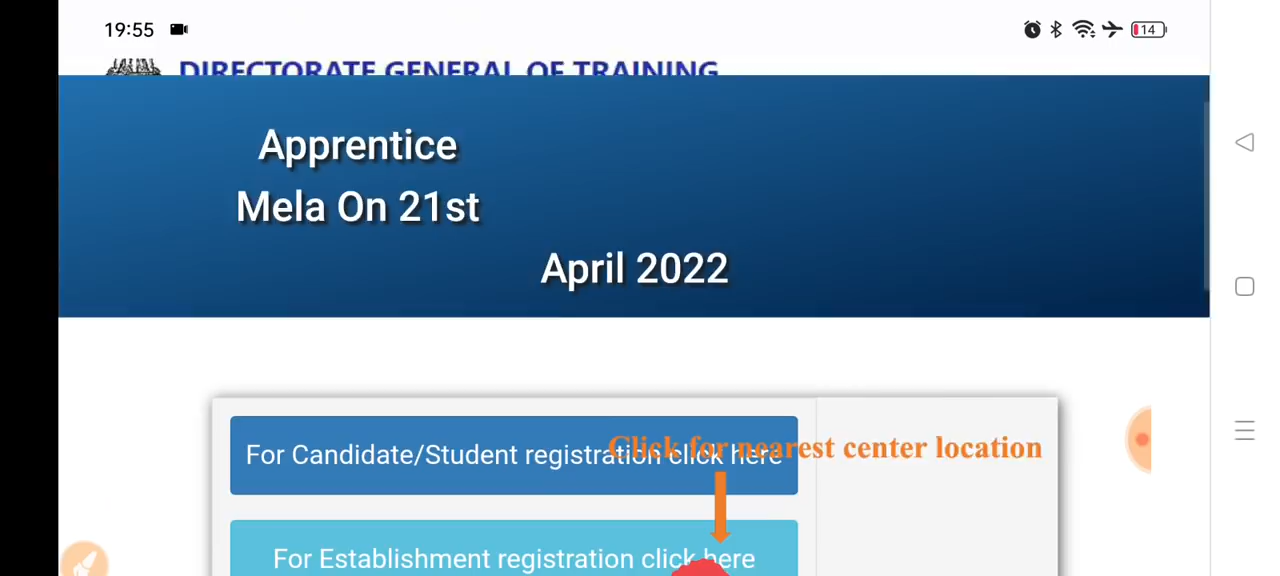 19:55
14
DIRECTORATE GENERAL OF TRAINING
Apprentice
Mela On 21st
April 2022
For Candidate/Student registration click here
Click for nearest center location
For Establishment registration click here